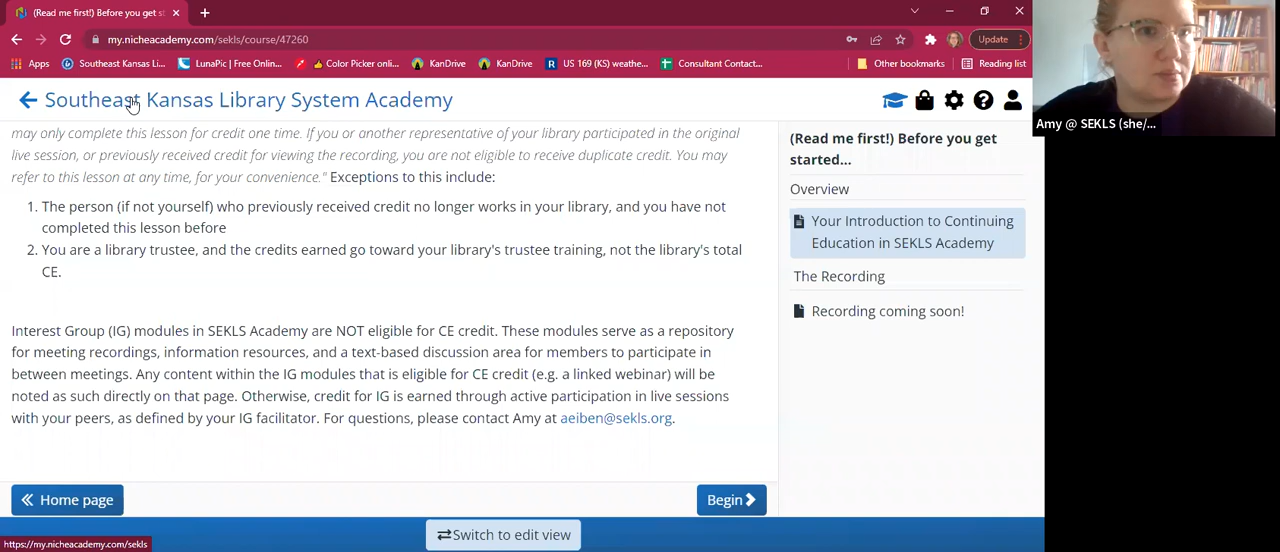 (Read me first!) Before you get st
my.nicheacademy.com/sekls/course/47260
Update
Apps
Southeast Kansas Li...
LunaPic | Free Onlin...
Color Picker onli...
KanDrive
KanDrive
US 169 (KS) weathe...
Consultant Contact...
Other bookmarks
Reading list
Southeast Kansas Library System Academy
may only complete this lesson for credit one time. If you or another representative of your library participated in the original
live session, or previously received credit for viewing the recording, you are not eligible to receive duplicate credit. You may
refer to this lesson at any time, for your convenience." Exceptions to this include:
1. The person (if not yourself) who previously received credit no longer works in your library, and you have not
completed this lesson before
2. You are a library trustee, and the credits earned go toward your library's trustee training, not the library's total
CE.
Interest Group (IG) modules in SEKLS Academy are NOT eligible for CE credit. These modules serve as a repository
for meeting recordings, information resources, and a text-based discussion area for members to participate in
between meetings. Any content within the IG modules that is eligible for CE credit (e.g. a linked webinar) will be
noted as such directly on that page. Otherwise, credit for IG is earned through active participation in live sessions
with your peers, as defined by your IG facilitator. For questions, please contact Amy at aeiben@sekls.org.
Home page
Begin
Switch to edit view
https://my.nicheacademy.com/sekls
(Read me first!) Before you get
started...
Overview
Your Introduction to Continuing
Education in SEKLS Academy
The Recording
Recording coming soon!
Amy @ SEKLS (she/...